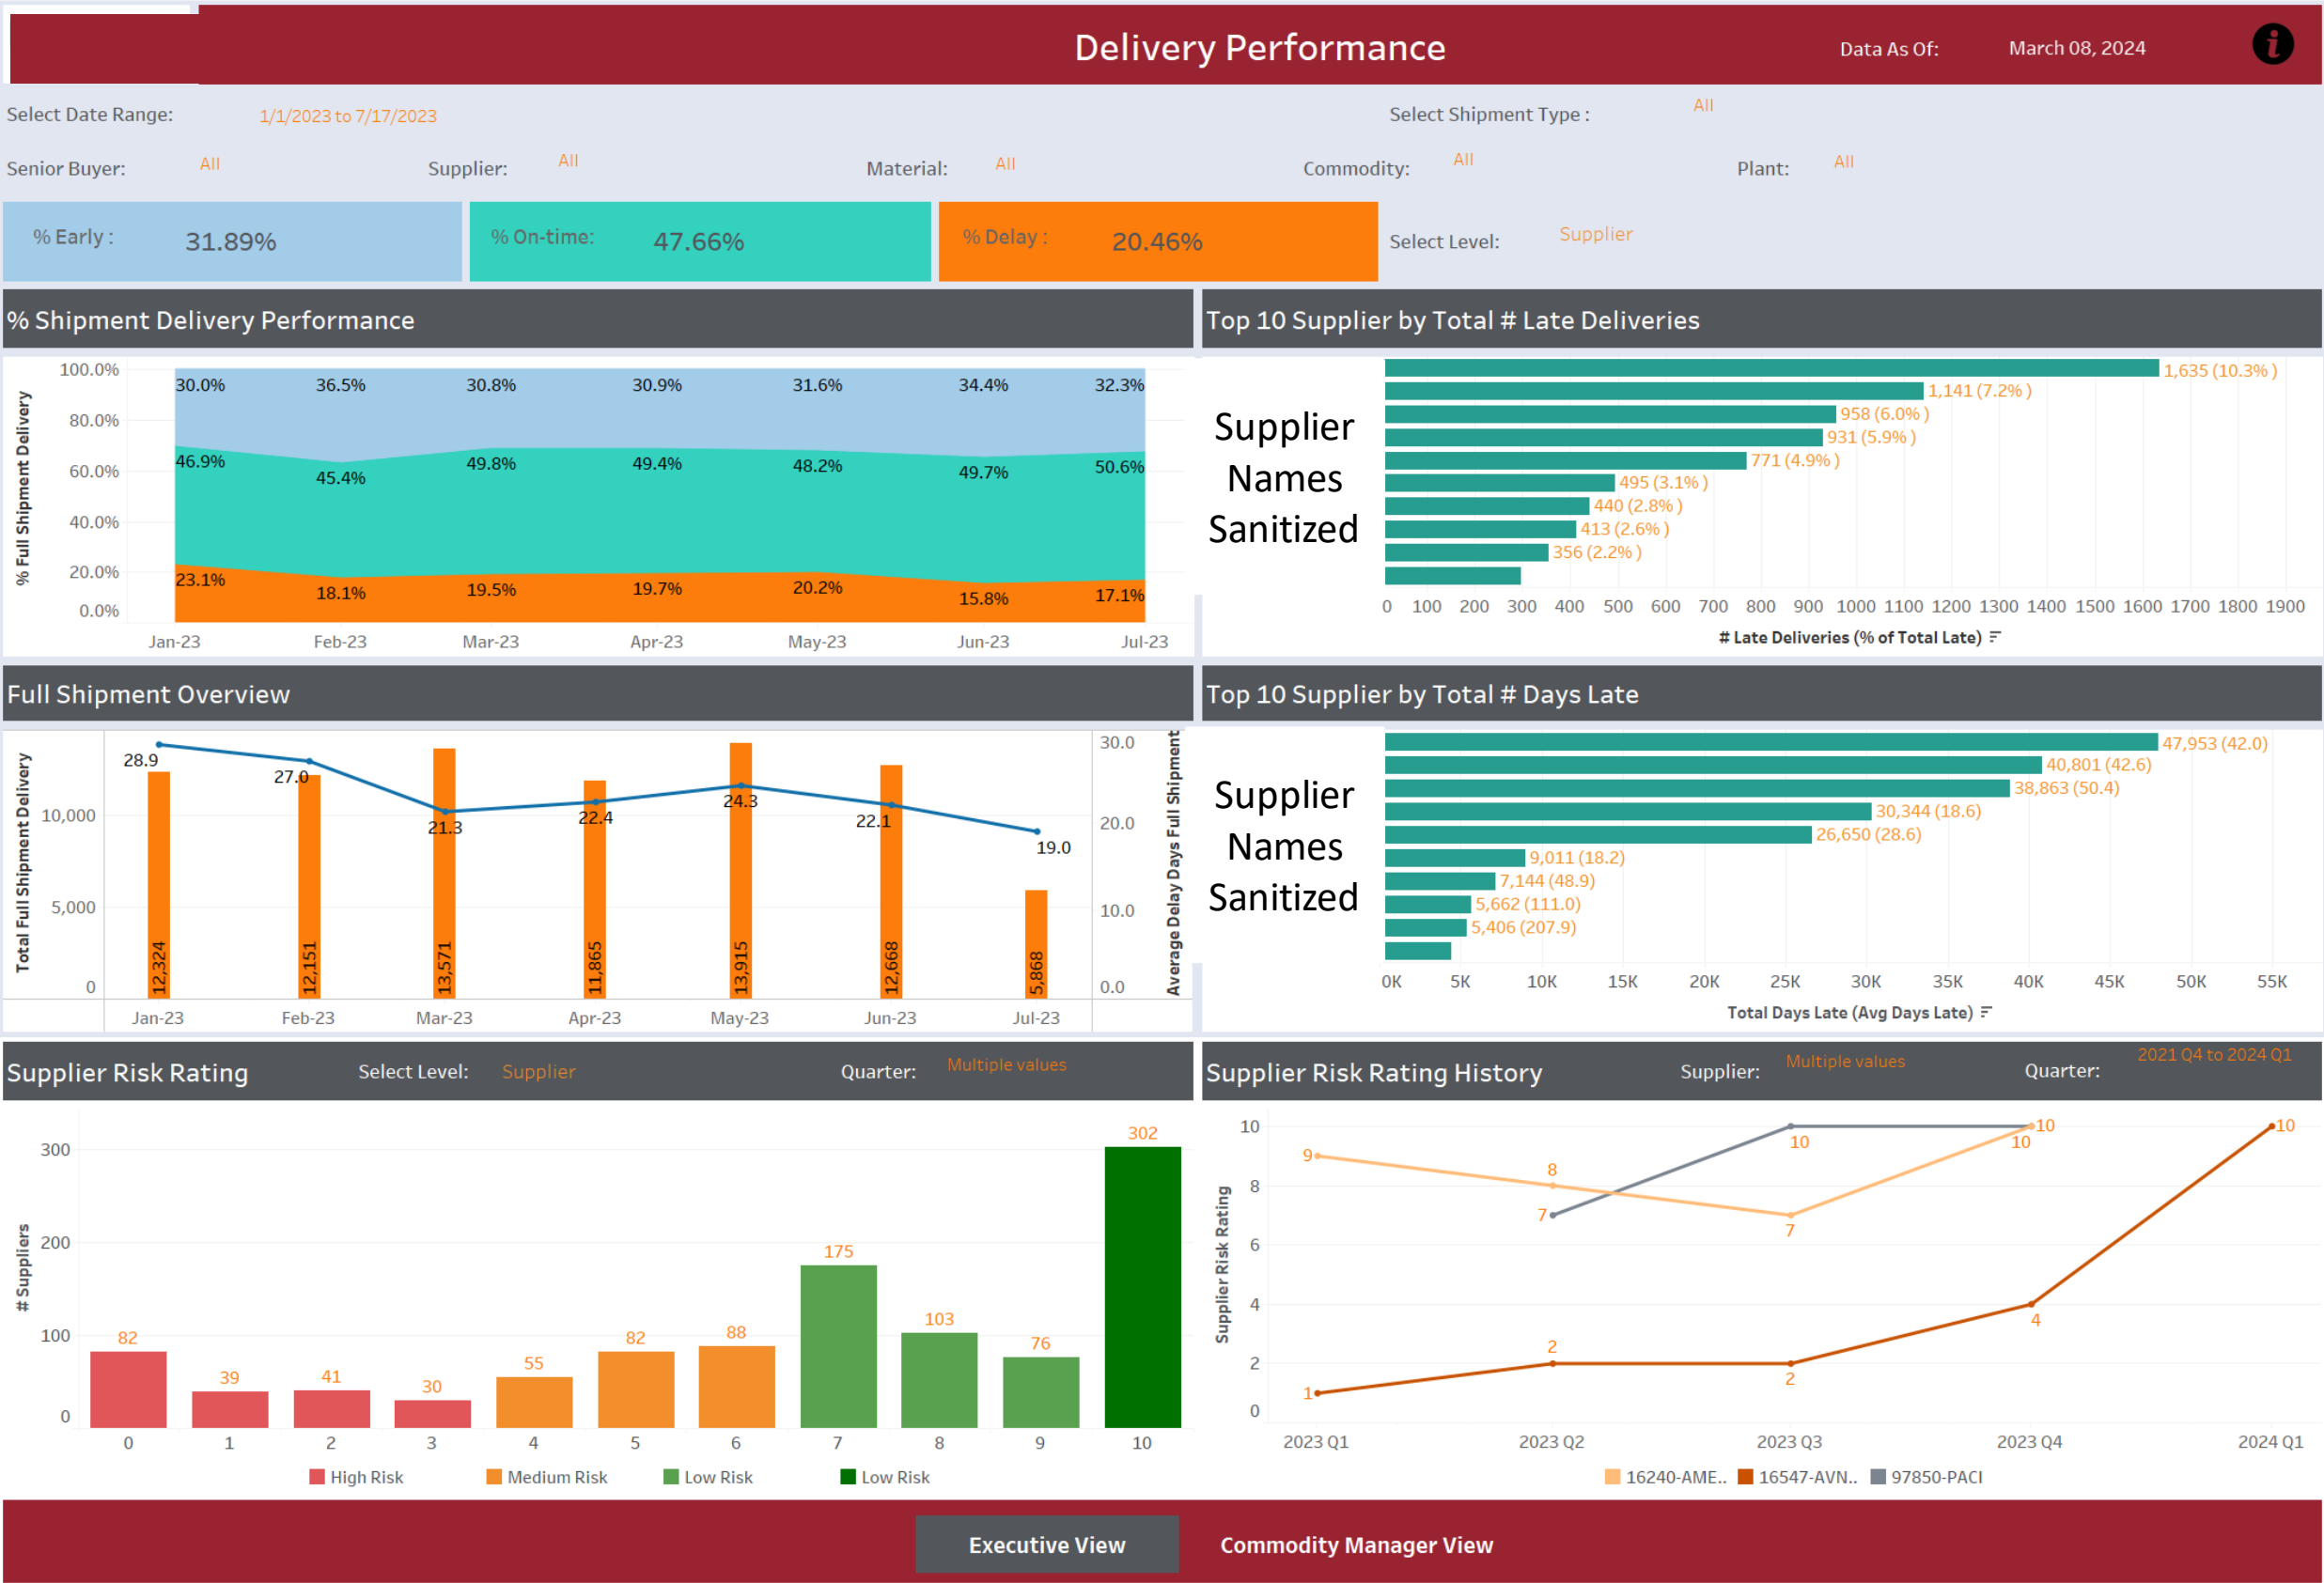 Delivery Performance
Data As Of: March 08, 2024
i
Select Date Range: 1/1/2023 to 7/17/2023
Select Shipment Type : All
Senior Buyer: All
Supplier: All
Material: All
Commodity: All
Plant: All
% Early : 31.89%
% On-time: 47.66%
% Delay : 20.46%
Select Level: Supplier
% Shipment Delivery Performance
% Full Shipment Delivery
100.0%
80.0%
60.0%
40.0%
20.0%
0.0%
30.0% 36.5% 30.8% 30.9% 31.6% 34.4% 32.3%
46.9% 45.4% 49.8% 49.4% 48.2% 49.7% 50.6%
23.1% 18.1% 19.5% 19.7% 20.2% 15.8% 17.1%
Jan-23 Feb-23 Mar-23 Apr-23 May-23 Jun-23 Jul-23
Top 10 Supplier by Total # Late Deliveries
Supplier
Names
Sanitized
1,635 (10.3% )
1,141 (7.2% )
958 (6.0% )
931 (5.9% )
771 (4.9% )
495 (3.1% )
440 (2.8% )
413 (2.6% )
356 (2.2% )
0 100 200 300 400 500 600 700 800 900 1000 1100 1200 1300 1400 1500 1600 1700 1800 1900
# Late Deliveries (% of Total Late)
Full Shipment Overview
Total Full Shipment Delivery
10,000
5,000
0
28.9 27.0 21.3 22.4 24.3 22.1 19.0
12,324 12,151 13,571 11,865 13,915 12,668 5,868
30.0
20.0
10.0
0.0
Average Delay Days Full Shipment
Jan-23 Feb-23 Mar-23 Apr-23 May-23 Jun-23 Jul-23
Top 10 Supplier by Total # Days Late
Supplier
Names
Sanitized
47,953 (42.0)
40,801 (42.6)
38,863 (50.4)
30,344 (18.6)
26,650 (28.6)
9,011 (18.2)
7,144 (48.9)
5,662 (111.0)
5,406 (207.9)
0K 5K 10K 15K 20K 25K 30K 35K 40K 45K 50K 55K
Total Days Late (Avg Days Late)
Supplier Risk Rating
Select Level: Supplier
Quarter: Multiple values
# Suppliers
300
200
100
0
82 39 41 30 55 82 88 175 103 76 302
0 1 2 3 4 5 6 7 8 9 10
High Risk Medium Risk Low Risk Low Risk
Supplier Risk Rating History
Supplier: Multiple values
Quarter: 2021 Q4 to 2024 Q1
Supplier Risk Rating
10
8
6
4
2
0
9 8 7 10
7 10 10
1 2 2 4 10
2023 Q1 2023 Q2 2023 Q3 2023 Q4 2024 Q1
16240-AME.. 16547-AVN.. 97850-PACI
Executive View
Commodity Manager View